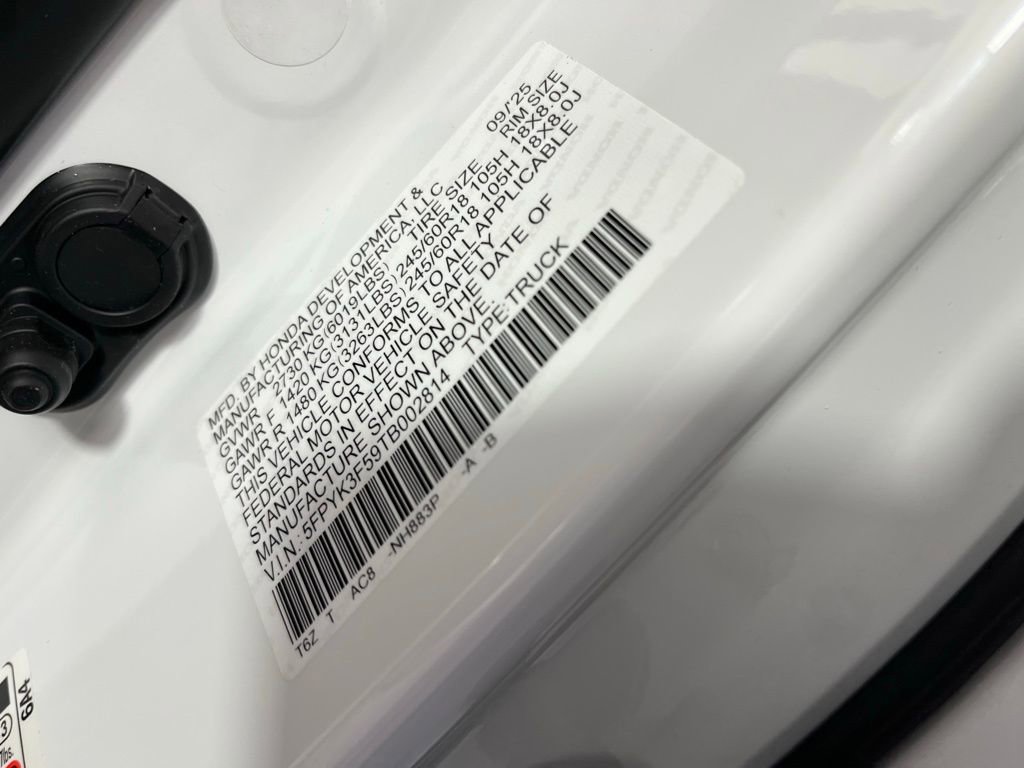 MFD. BY HONDA DEVELOPMENT &
MANUFACTURING OF AMERICA, LLC 09/'25
GVWR 2730 KG(6019LBS) TIRE SIZE RIM SIZE
GAWR F 1420 KG(3131LBS)245/60R18 105H 18X8.0J
GAWR R 1480 KG(3263LBS)245/60R18 105H 18X8.0J
THIS VEHICLE CONFORMS TO ALL APPLICABLE
FEDERAL MOTOR VEHICLE SAFETY
STANDARDS IN EFFECT ON THE DATE OF
MANUFACTURE SHOWN ABOVE.
V.I.N.:5FPYK3F59TB002814 TYPE: TRUCK
T6Z T AC8 -NH883P -A -B
6A4
3
lbs.